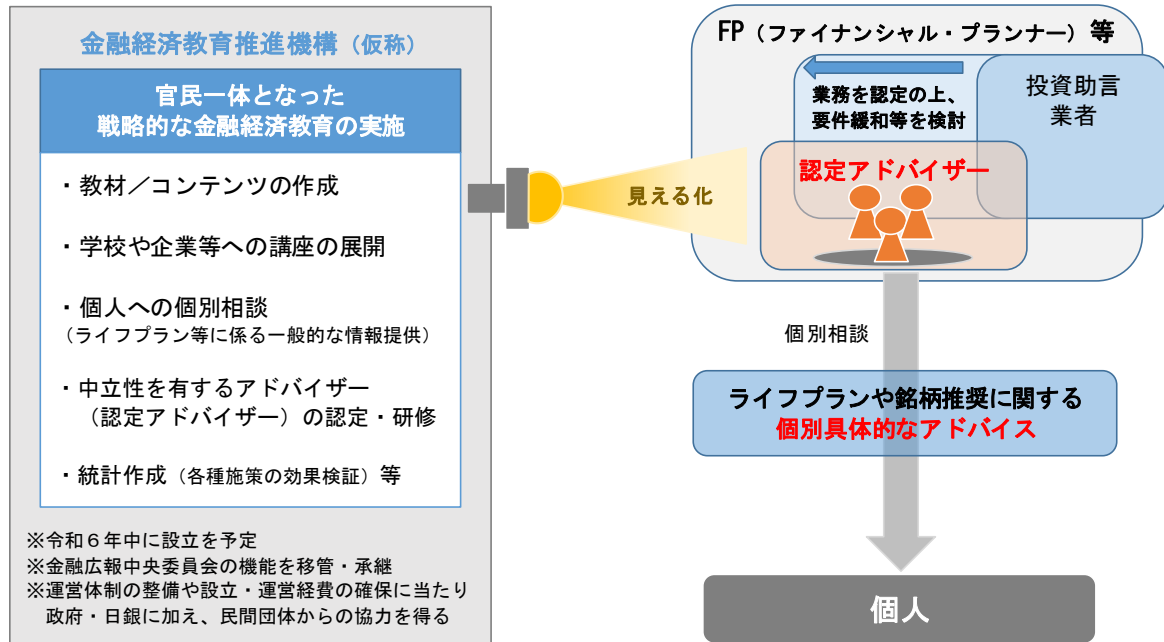 金融経済教育推進機構（仮称）
官民一体となった
戦略的な金融経済教育の実施
・教材／コンテンツの作成
・学校や企業等への講座の展開
・個人への個別相談
（ライフプラン等に係る一般的な情報提供）
・中立性を有するアドバイザー
（認定アドバイザー）の認定・研修
・統計作成（各種施策の効果検証）等
※令和６年中に設立を予定
※金融広報中央委員会の機能を移管・承継
※運営体制の整備や設立・運営経費の確保に当たり
政府・日銀に加え、民間団体からの協力を得る
見える化
FP（ファイナンシャル・プランナー）等
業務を認定の上、
要件緩和等を検討
投資助言
業者
認定アドバイザー
個別相談
ライフプランや銘柄推奨に関する
個別具体的なアドバイス
個人